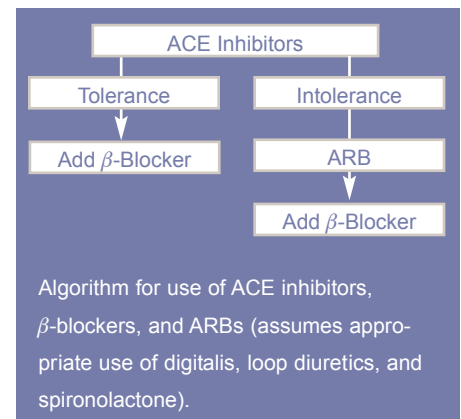 ACE Inhibitors
Tolerance
Intolerance
Add β-Blocker
ARB
Add β-Blocker
Algorithm for use of ACE inhibitors,
β-blockers, and ARBs (assumes appro-
priate use of digitalis, loop diuretics, and
spironolactone).